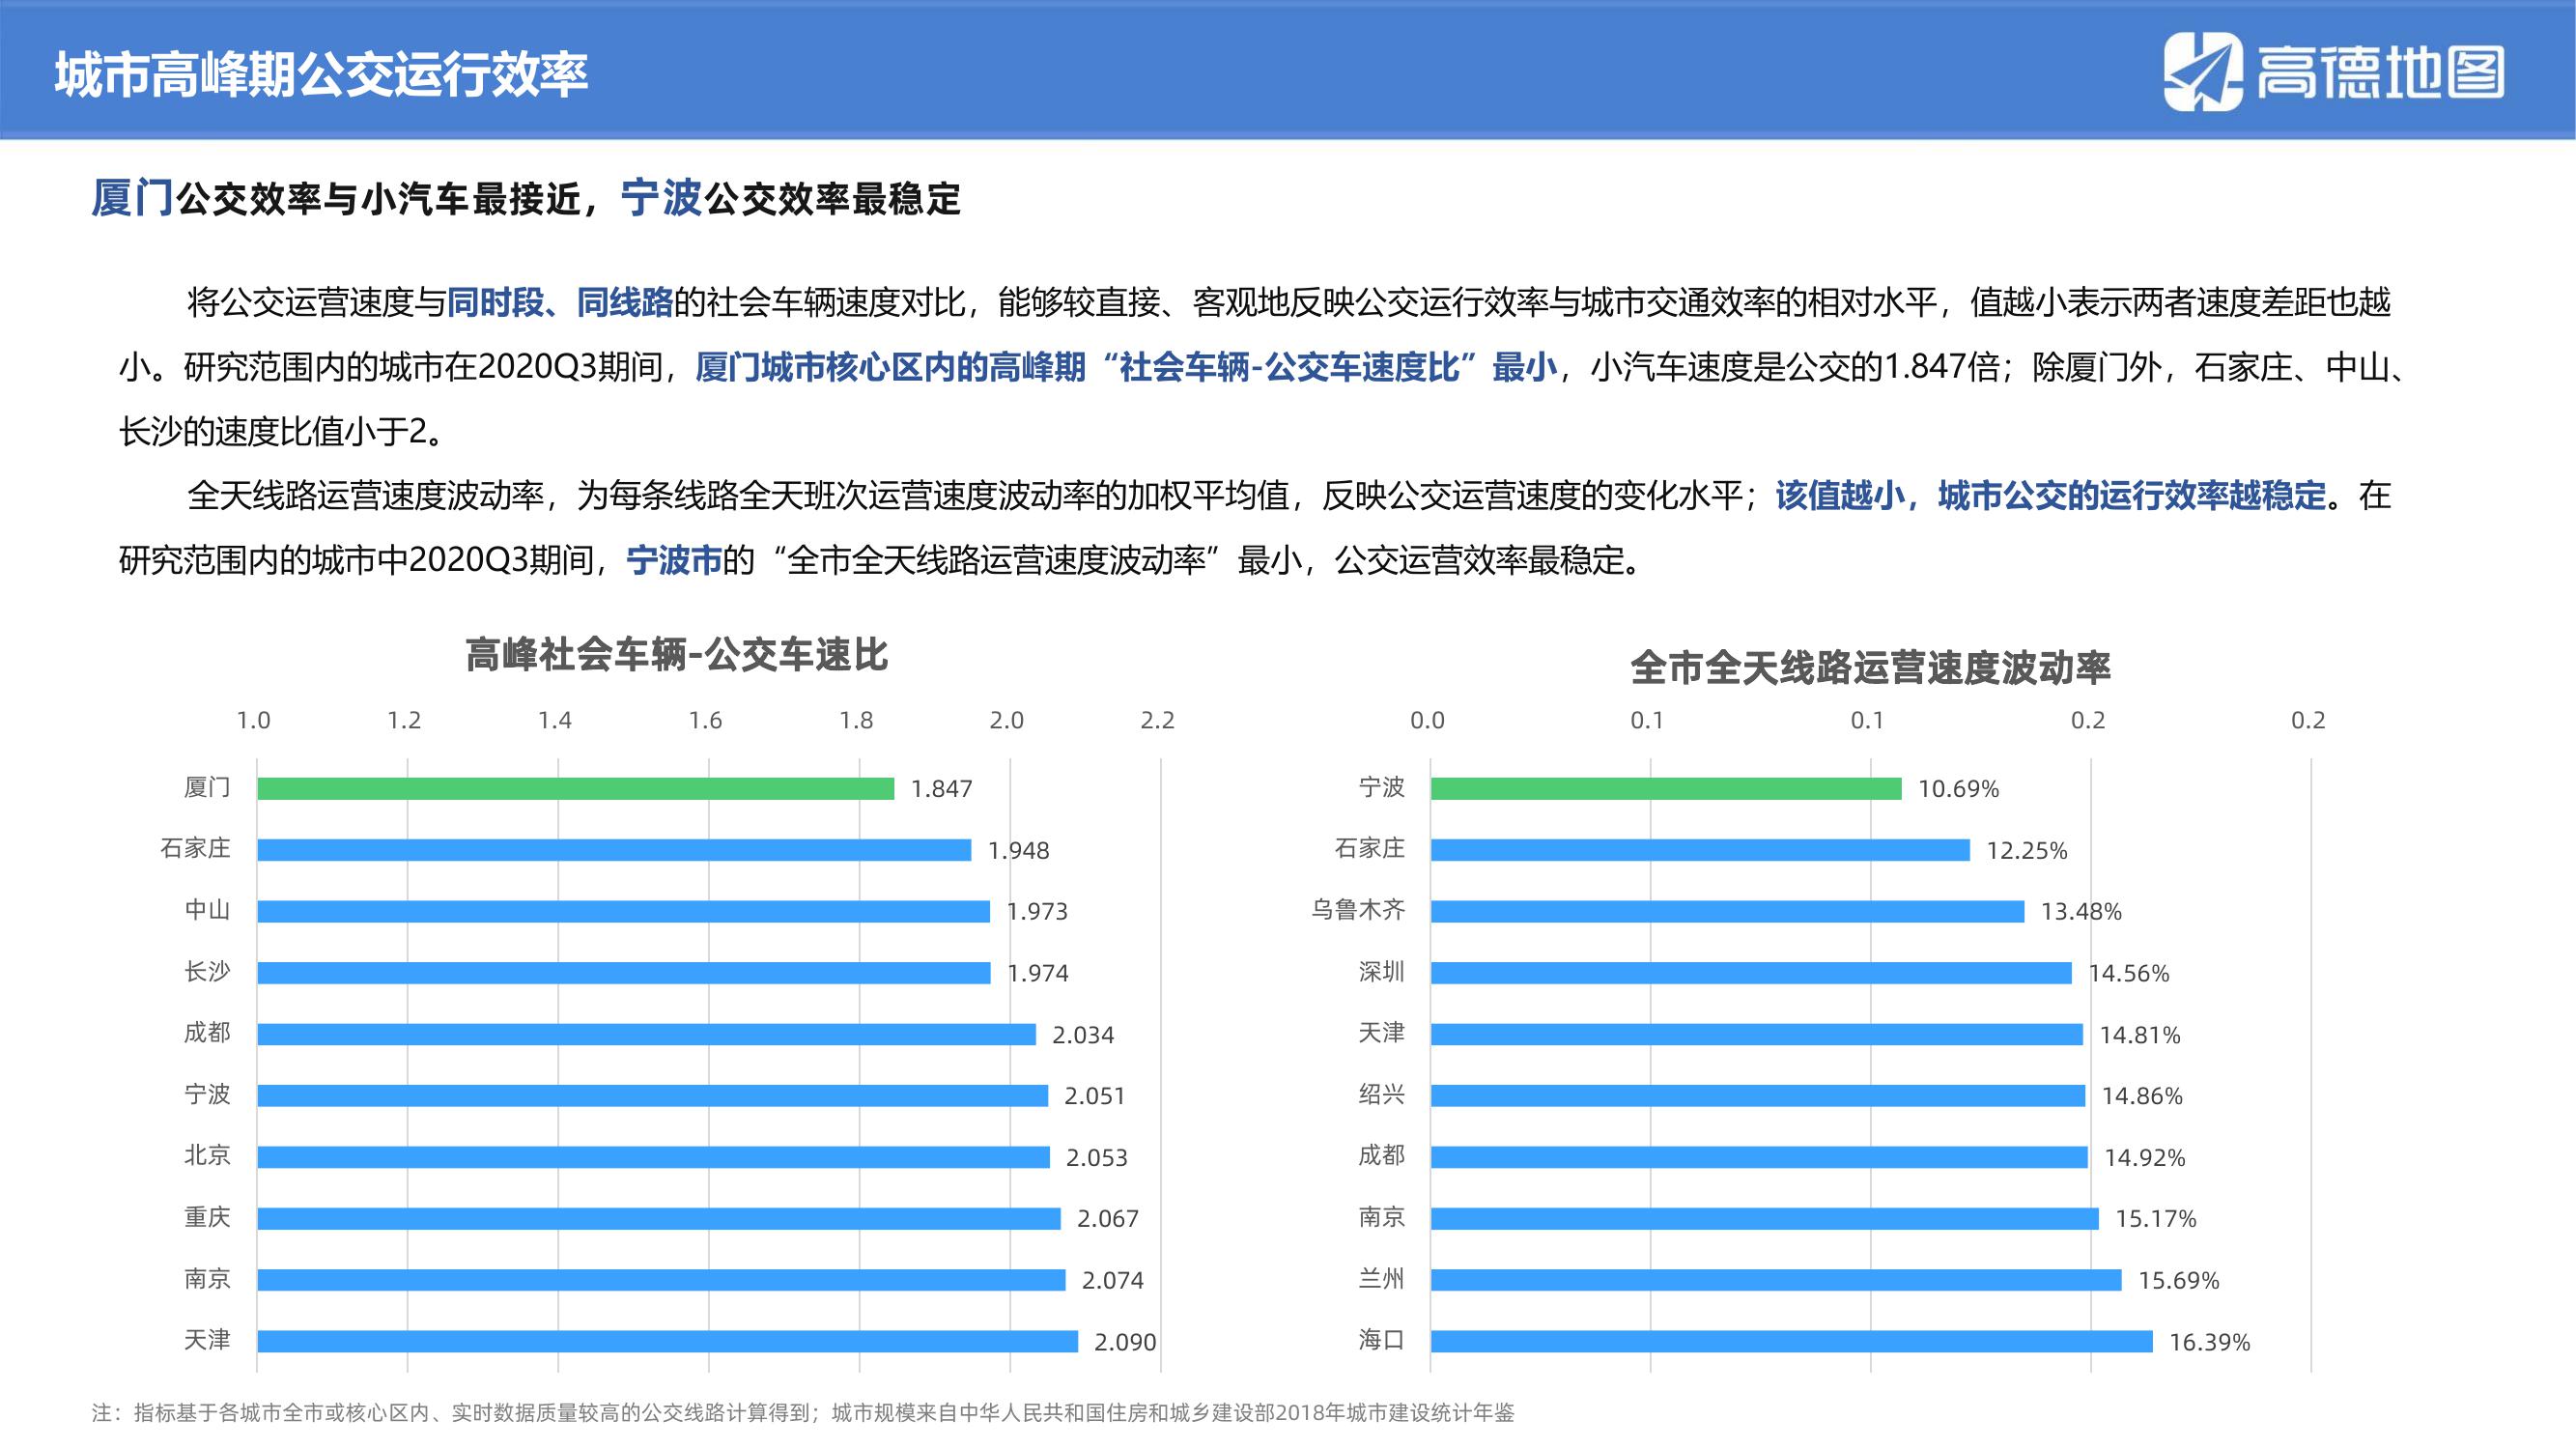 城市高峰期公交运行效率
高德地图
厦门公交效率与小汽车最接近，宁波公交效率最稳定
将公交运营速度与同时段、同线路的社会车辆速度对比，能够较直接、客观地反映公交运行效率与城市交通效率的相对水平，值越小表示两者速度差距也越
小。研究范围内的城市在2020Q3期间，厦门城市核心区内的高峰期“社会车辆-公交车速度比”最小，小汽车速度是公交的1.847倍；除厦门外，石家庄、中山、
长沙的速度比值小于2。
全天线路运营速度波动率，为每条线路全天班次运营速度波动率的加权平均值，反映公交运营速度的变化水平；该值越小，城市公交的运行效率越稳定。在
研究范围内的城市中2020Q3期间，宁波市的“全市全天线路运营速度波动率”最小，公交运营效率最稳定。
高峰社会车辆-公交车速比
1.0 1.2 1.4 1.6 1.8 2.0 2.2
厦门 1.847
石家庄 1.948
中山 1.973
长沙 1.974
成都 2.034
宁波 2.051
北京 2.053
重庆 2.067
南京 2.074
天津 2.090
全市全天线路运营速度波动率
0.0 0.1 0.1 0.2 0.2
宁波 10.69%
石家庄 12.25%
乌鲁木齐 13.48%
深圳 14.56%
天津 14.81%
绍兴 14.86%
成都 14.92%
南京 15.17%
兰州 15.69%
海口 16.39%
注：指标基于各城市全市或核心区内、实时数据质量较高的公交线路计算得到；城市规模来自中华人民共和国住房和城乡建设部2018年城市建设统计年鉴